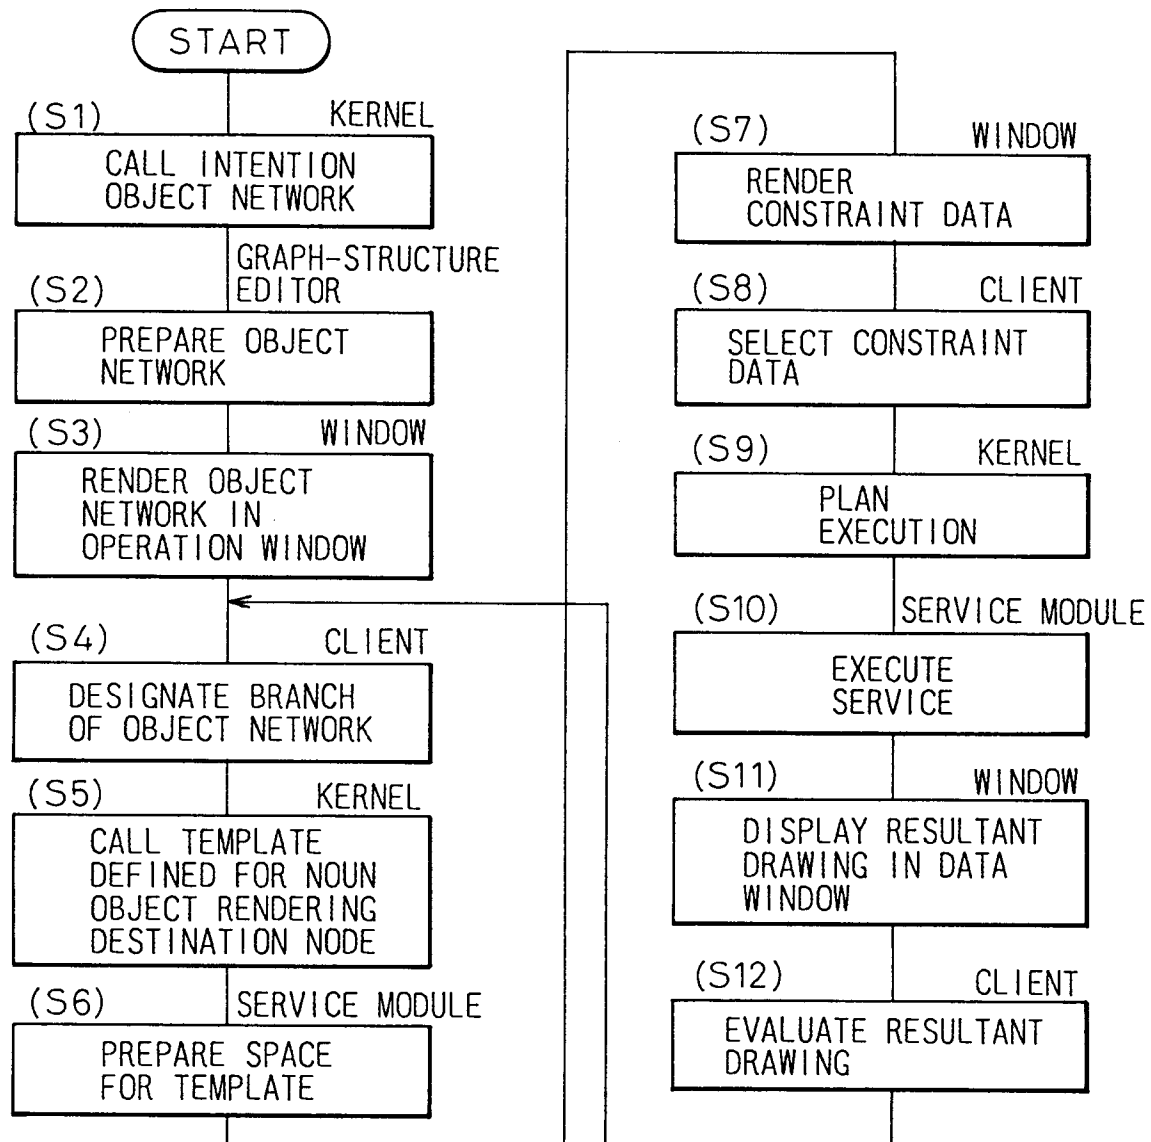 START
(S1)
KERNEL
CALL INTENTION
OBJECT NETWORK
GRAPH-STRUCTURE
EDITOR
(S2)
PREPARE OBJECT
NETWORK
(S3)
WINDOW
RENDER OBJECT
NETWORK IN
OPERATION WINDOW
(S4)
CLIENT
DESIGNATE BRANCH
OF OBJECT NETWORK
(S5)
KERNEL
CALL TEMPLATE
DEFINED FOR NOUN
OBJECT RENDERING
DESTINATION NODE
(S6)
SERVICE MODULE
PREPARE SPACE
FOR TEMPLATE
(S7)
WINDOW
RENDER
CONSTRAINT DATA
(S8)
CLIENT
SELECT CONSTRAINT
DATA
(S9)
KERNEL
PLAN
EXECUTION
(S10)
SERVICE MODULE
EXECUTE
SERVICE
(S11)
WINDOW
DISPLAY RESULTANT
DRAWING IN DATA
WINDOW
(S12)
CLIENT
EVALUATE RESULTANT
DRAWING